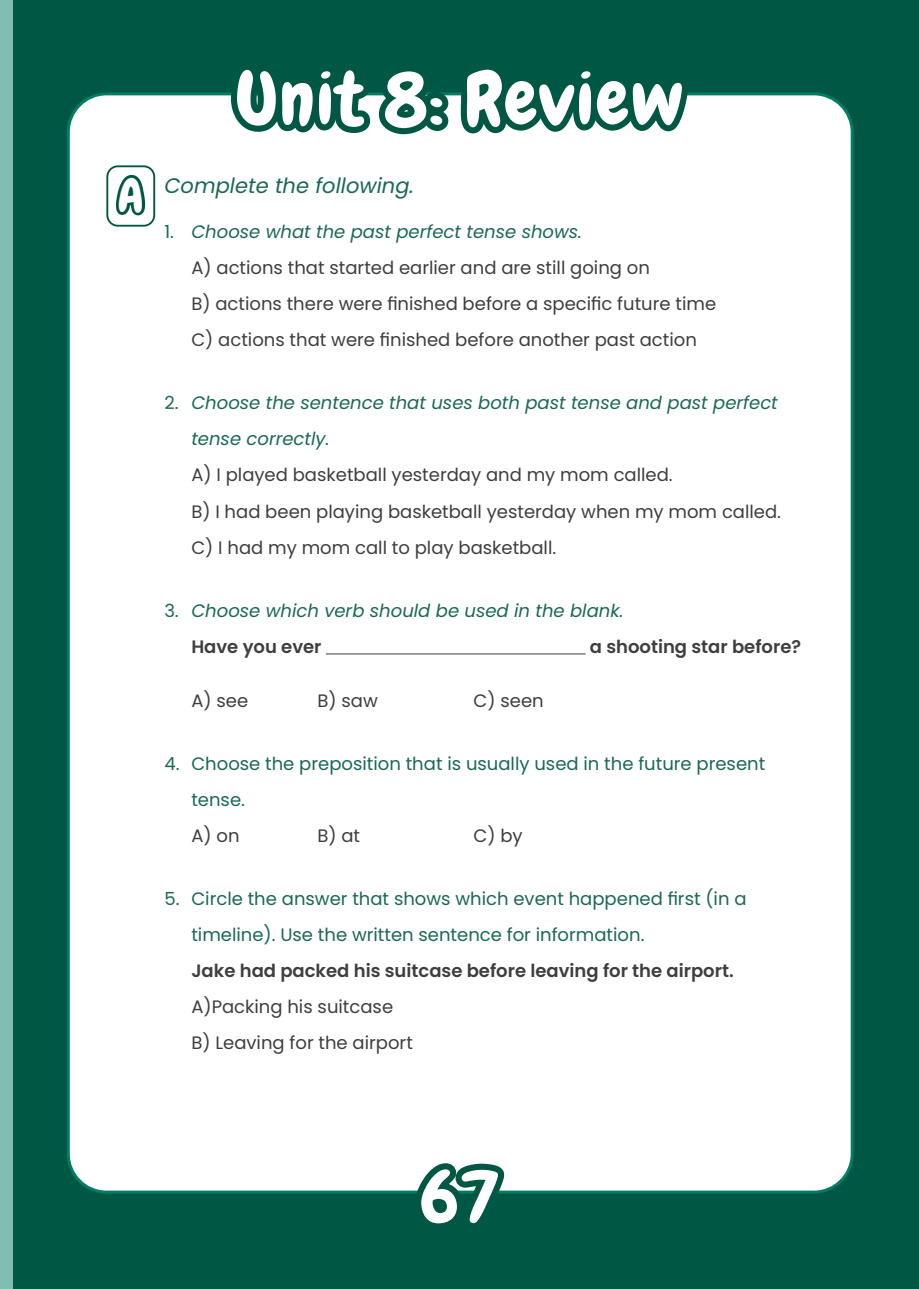 Unit 8: Review
A
Complete the following.
1. Choose what the past perfect tense shows.
A) actions that started earlier and are still going on
B) actions there were finished before a specific future time
C) actions that were finished before another past action
2. Choose the sentence that uses both past tense and past perfect
tense correctly.
A) I played basketball yesterday and my mom called.
B) I had been playing basketball yesterday when my mom called.
C) I had my mom call to play basketball.
3. Choose which verb should be used in the blank.
Have you ever __________________________ a shooting star before?
A) see B) saw C) seen
4. Choose the preposition that is usually used in the future present
tense.
A) on B) at C) by
5. Circle the answer that shows which event happened first (in a
timeline). Use the written sentence for information.
Jake had packed his suitcase before leaving for the airport.
A)Packing his suitcase
B) Leaving for the airport
67